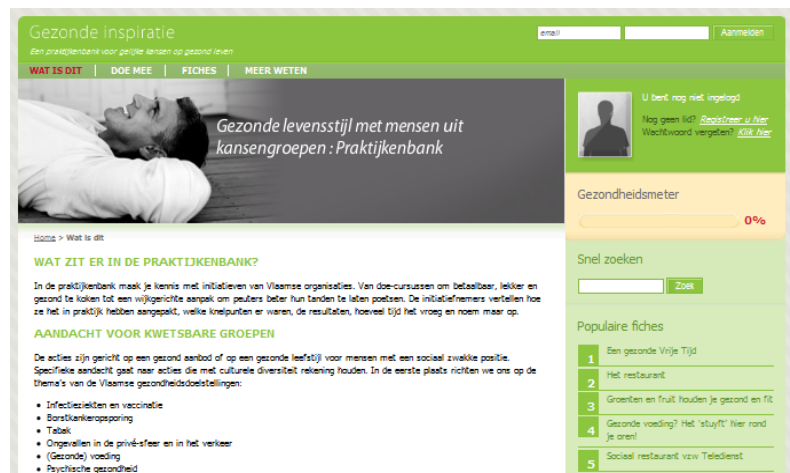 Gezonde inspiratie
Een praktijkenbank voor gelijke kansen op gezond leven
email
Aanmelden
WAT IS DIT | DOE MEE | FICHES | MEER WETEN
Gezonde levensstijl met mensen uit
kansengroepen : Praktijkenbank
U bent nog niet ingelogd
Nog geen lid? Registreer u hier
Wachtwoord vergeten? Klik hier
Gezondheidsmeter
0%
Home > Wat is dit
WAT ZIT ER IN DE PRAKTIJKENBANK?
In de praktijkenbank maak je kennis met initiatieven van Vlaamse organisaties. Van doe-cursussen om betaalbaar, lekker en
gezond te koken tot een wijkgerichte aanpak om peuters beter hun tanden te laten poetsen. De initiatiefnemers vertellen hoe
ze het in praktijk hebben aangepakt, welke knelpunten er waren, de resultaten, hoeveel tijd het vroeg en noem maar op.
AANDACHT VOOR KWETSBARE GROEPEN
De acties zijn gericht op een gezond aanbod of op een gezonde leefstijl voor mensen met een sociaal zwakke positie.
Specifieke aandacht gaat naar acties die met culturele diversiteit rekening houden. In de eerste plaats richten we ons op de
thema's van de Vlaamse gezondheidsdoelstellingen:
• Infectieziekten en vaccinatie
• Borstkankeropsporing
• Tabak
• Ongevallen in de privé-sfeer en in het verkeer
• (Gezonde) voeding
• Psychische gezondheid
Snel zoeken
Zoek
Populaire fiches
1 Een gezonde Vrije Tijd
2 Het restaurant
3 Groenten en fruit houden je gezond en fit
4 Gezonde voeding? Het 'stuyft' hier rond
je oren!
5 Sociaal restaurant vzw Teledienst